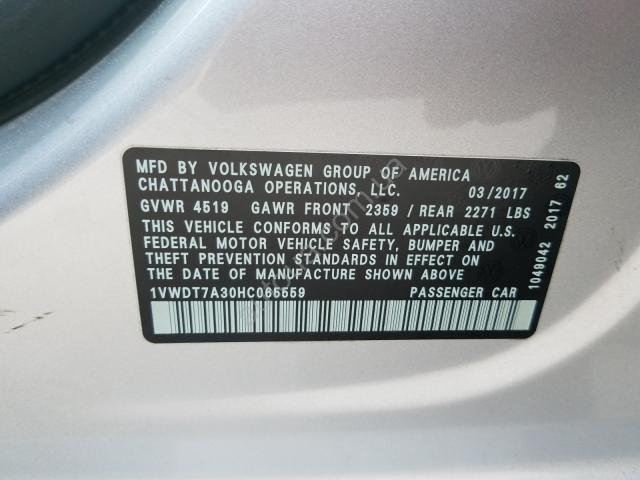 MFD BY VOLKSWAGEN GROUP OF AMERICA
CHATTANOOGA OPERATIONS, LLC. 03/2017
GVWR 4519 GAWR FRONT 2359 / REAR 2271 LBS
THIS VEHICLE CONFORMS TO ALL APPLICABLE U.S.
FEDERAL MOTOR VEHICLE SAFETY, BUMPER AND
THEFT PREVENTION STANDARDS IN EFFECT ON
THE DATE OF MANUFACTURE SHOWN ABOVE
1VWDT7A30HC065559 PASSENGER CAR
1049042 2017 62